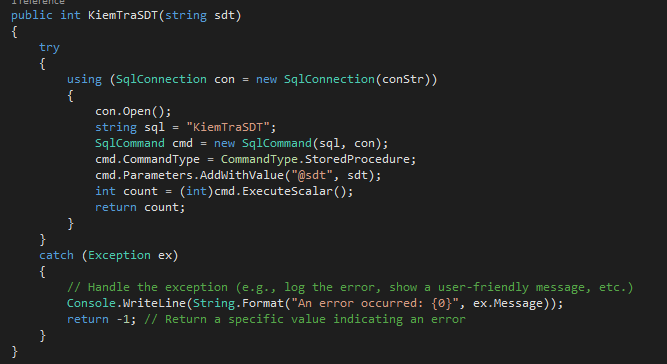 1 reference
public int KiemTraSDT(string sdt)
{
    try
    {
        using (SqlConnection con = new SqlConnection(conStr))
        {
            con.Open();
            string sql = "KiemTraSDT";
            SqlCommand cmd = new SqlCommand(sql, con);
            cmd.CommandType = CommandType.StoredProcedure;
            cmd.Parameters.AddWithValue("@sdt", sdt);
            int count = (int)cmd.ExecuteScalar();
            return count;
        }
    }
    catch (Exception ex)
    {
        // Handle the exception (e.g., log the error, show a user-friendly message, etc.)
        Console.WriteLine(String.Format("An error occurred: {0}", ex.Message));
        return -1; // Return a specific value indicating an error
    }
}